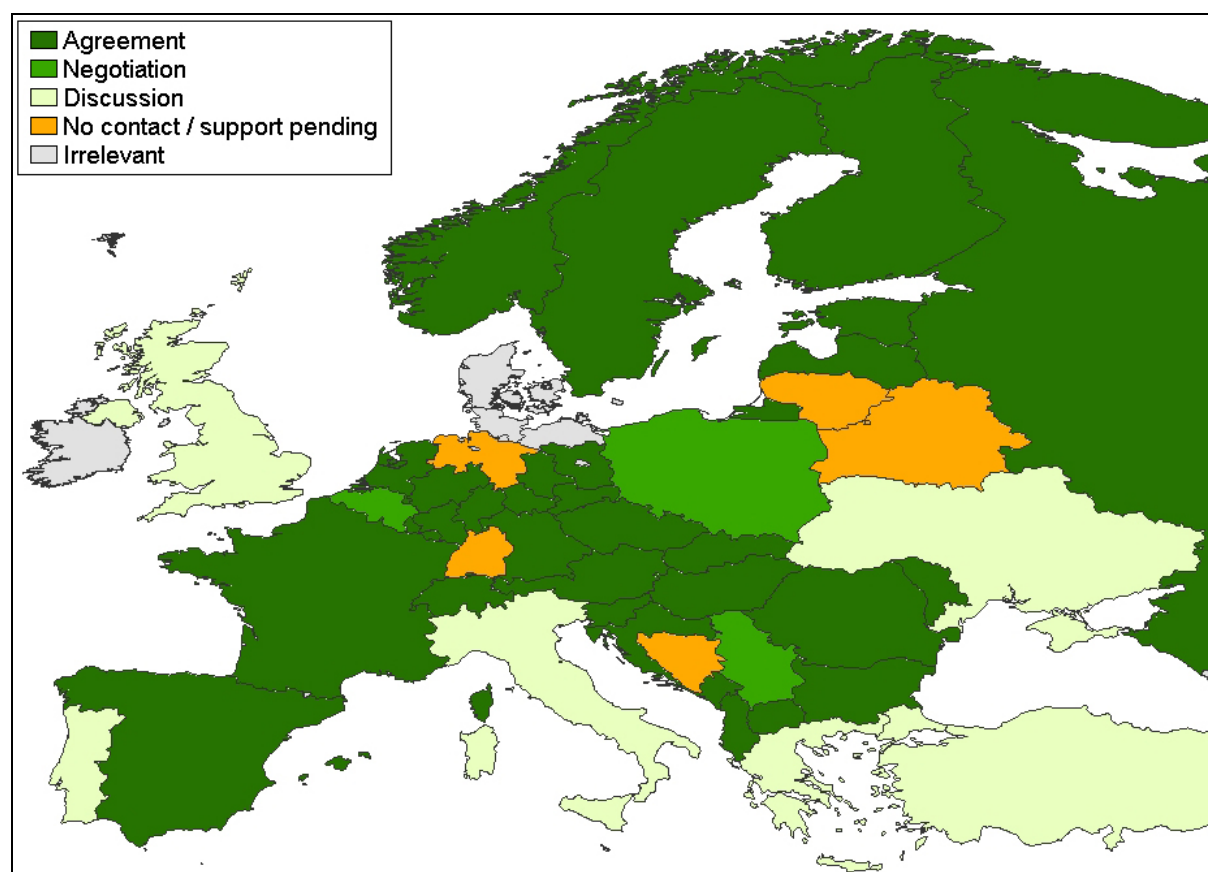 Agreement
Negotiation
Discussion
No contact / support pending
Irrelevant